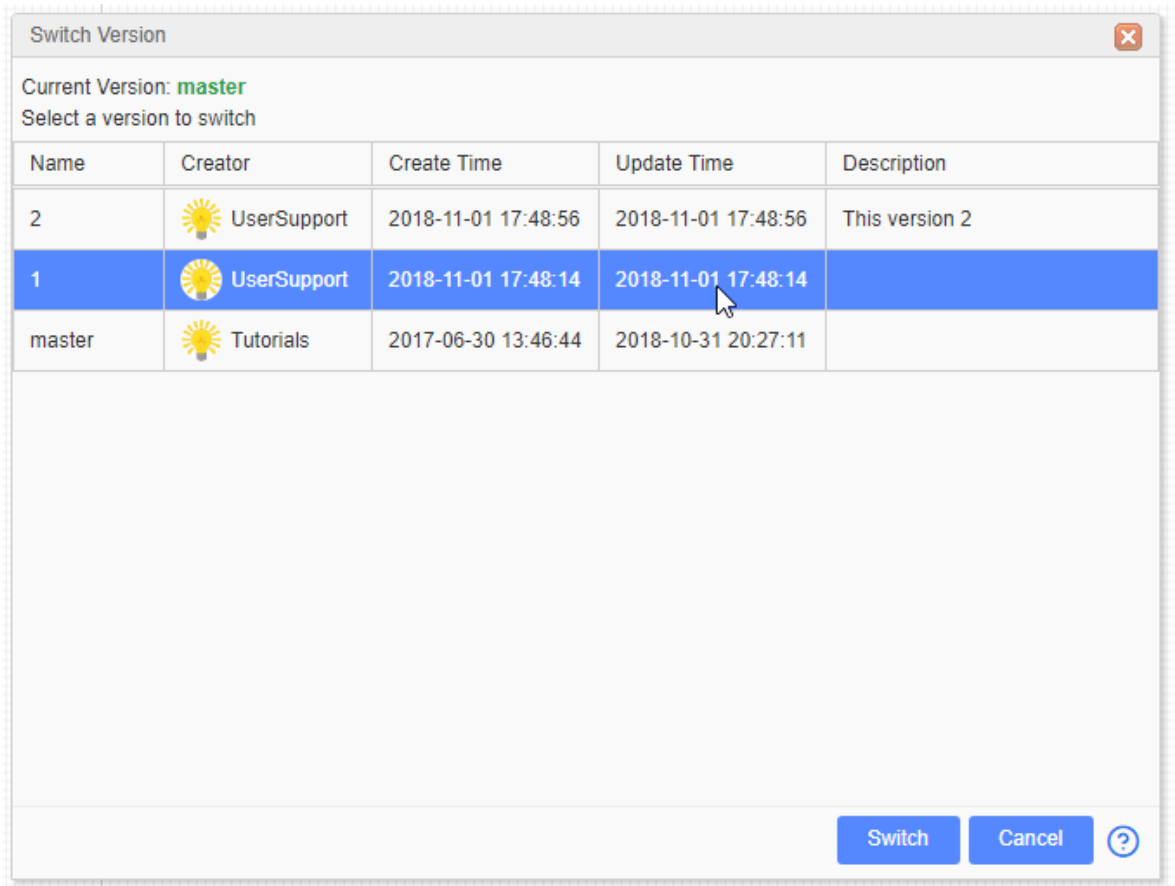 Switch Version
Current Version: master
Select a version to switch
Name Creator Create Time Update Time Description
2 UserSupport 2018-11-01 17:48:56 2018-11-01 17:48:56 This version 2
1 UserSupport 2018-11-01 17:48:14 2018-11-01 17:48:14
master Tutorials 2017-06-30 13:46:44 2018-10-31 20:27:11
Switch Cancel ?